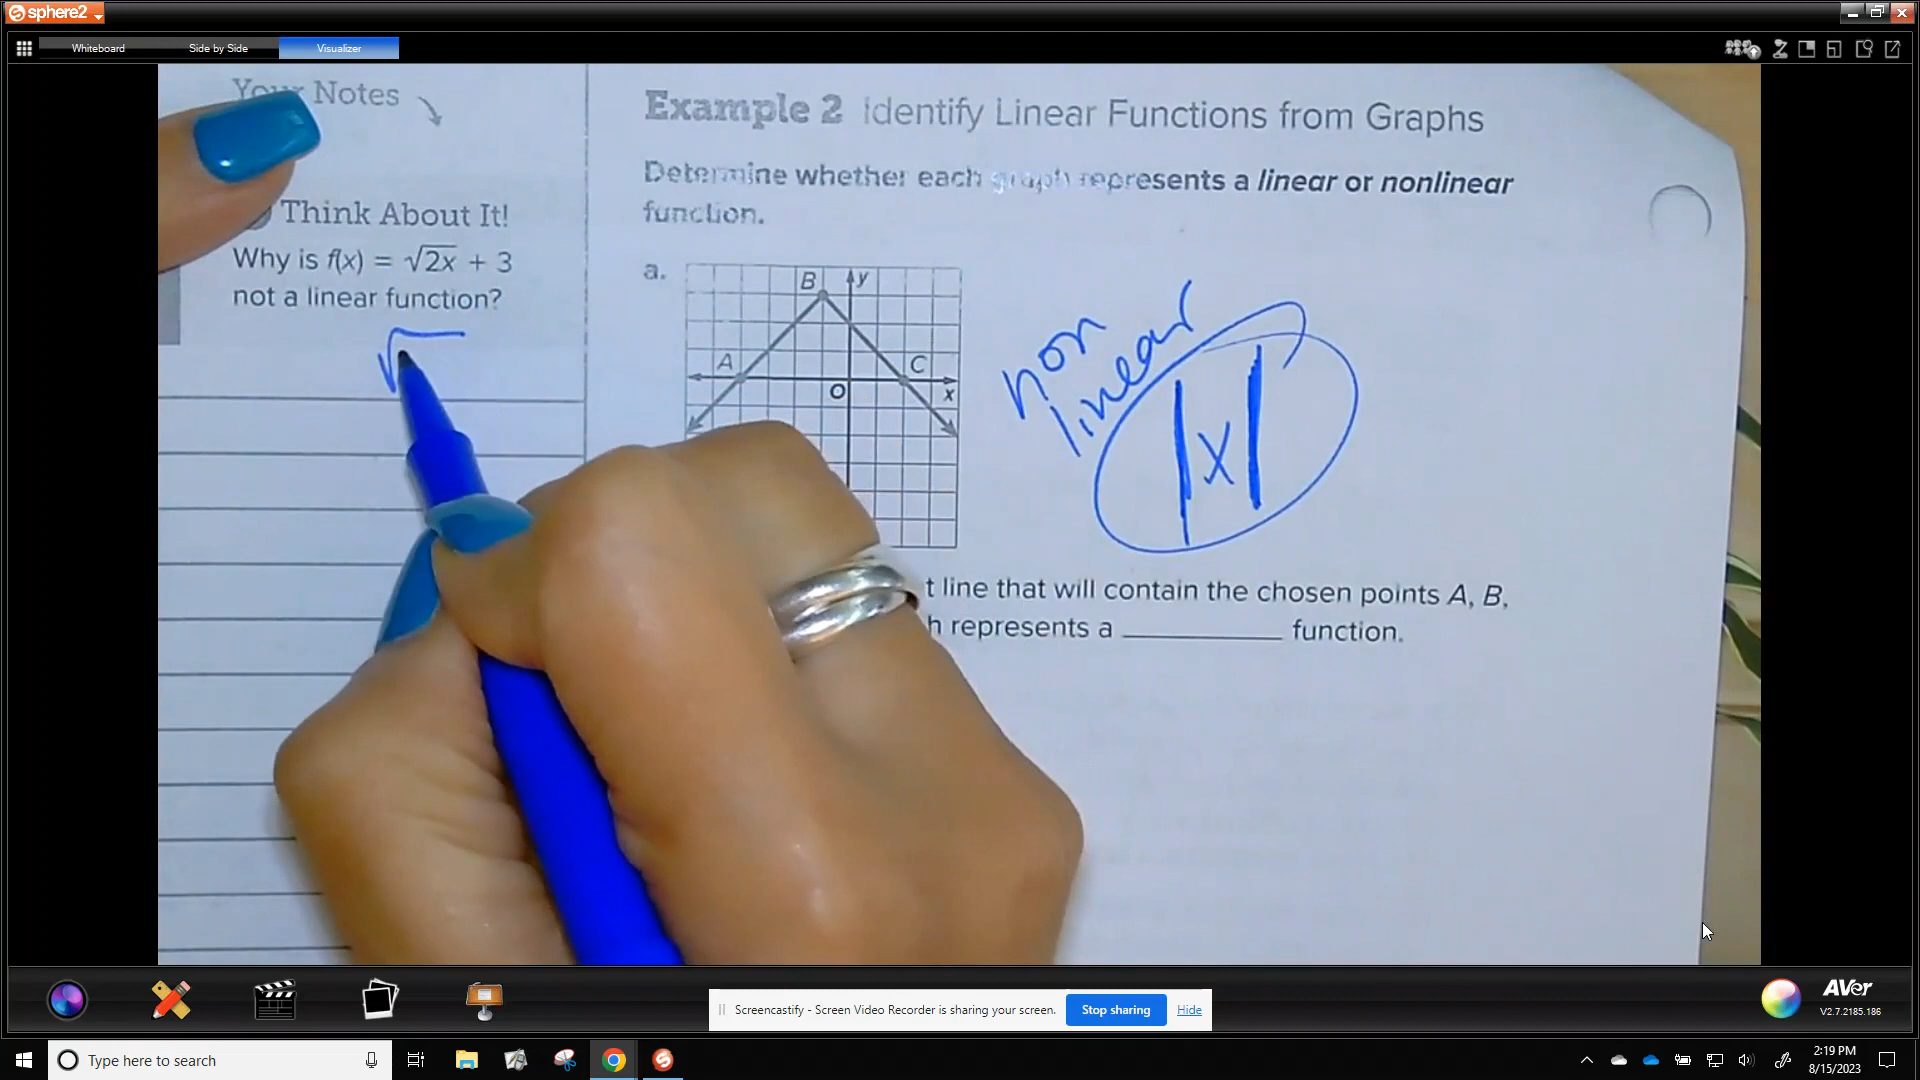 sphere2
Whiteboard
Side by Side
Visualizer
Your Notes
Think About It!
Why is f(x) = √2x + 3
not a linear function?
√
Example 2 Identify Linear Functions from Graphs
Determine whether each graph represents a linear or nonlinear
function.
a.
B
y
A
C
O
x
non
linear
|x|
t line that will contain the chosen points A, B,
h represents a __________ function.
Screencastify - Screen Video Recorder is sharing your screen.
Stop sharing
Hide
AVer
V2.7.2185.186
Type here to search
2:19 PM
8/15/2023